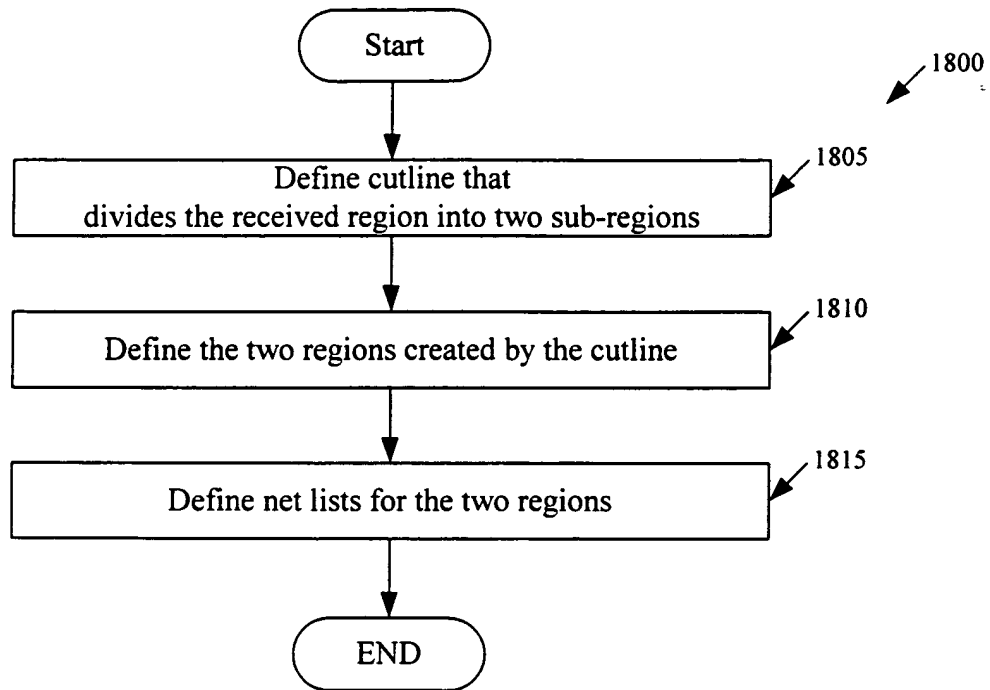 Start
1800
1805
Define cutline that
divides the received region into two sub-regions
1810
Define the two regions created by the cutline
1815
Define net lists for the two regions
END